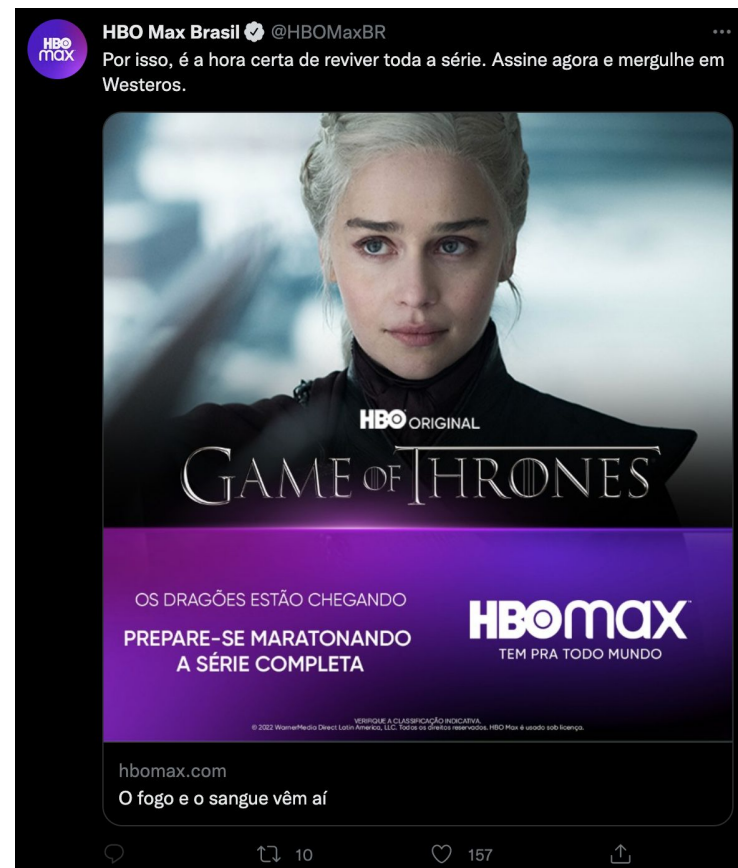 HBO max
HBO Max Brasil @HBOMaxBR
Por isso, é a hora certa de reviver toda a série. Assine agora e mergulhe em
Westeros.
HBO ORIGINAL
GAME OF THRONES
OS DRAGÕES ESTÃO CHEGANDO
PREPARE-SE MARATONANDO
A SÉRIE COMPLETA
HBOmax
TEM PRA TODO MUNDO
VERIFIQUE A CLASSIFICAÇÃO INDICATIVA.
© 2022 WarnerMedia Direct Latin America, LLC. Todos os direitos reservados. HBO Max é usado sob licença.
hbomax.com
O fogo e o sangue vêm aí
10
157